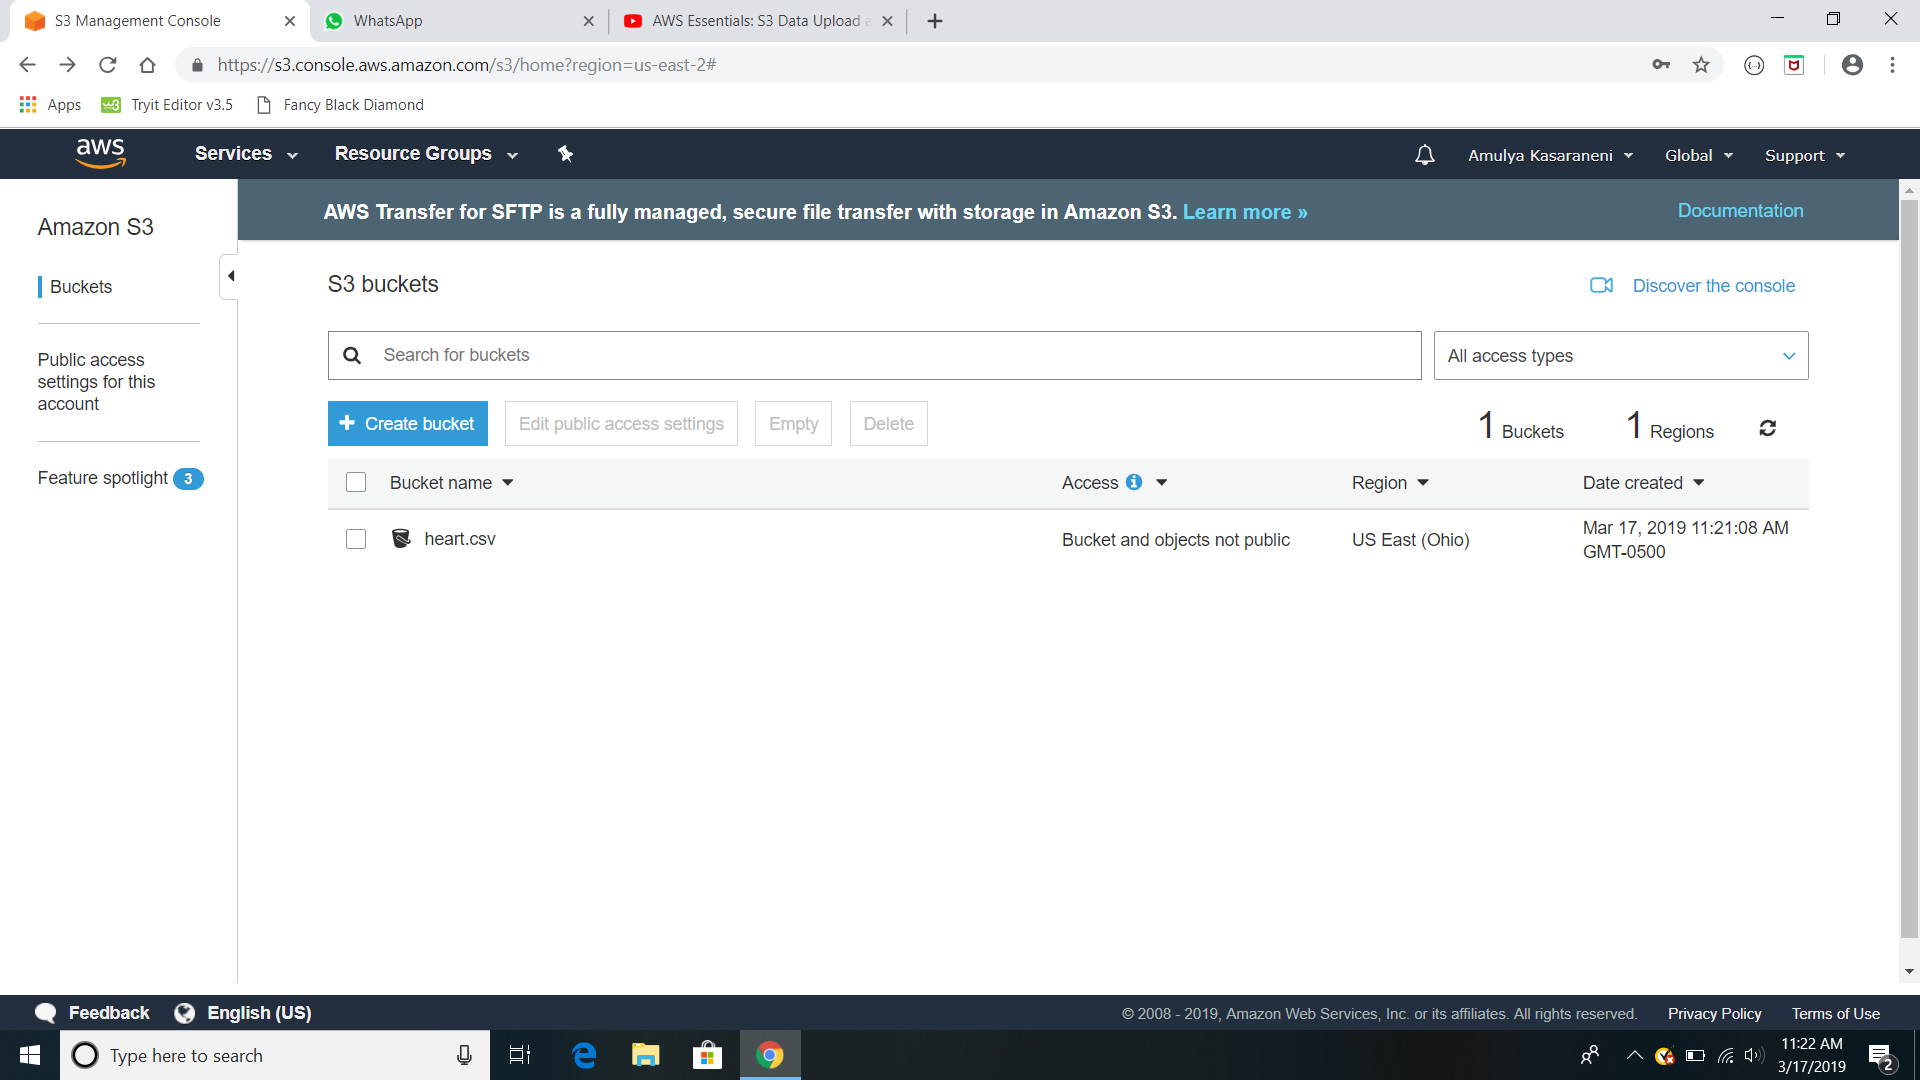 S3 Management Console
WhatsApp
AWS Essentials: S3 Data Upload a
https://s3.console.aws.amazon.com/s3/home?region=us-east-2#
Apps
Tryit Editor v3.5
Fancy Black Diamond
aws
Services
Resource Groups
Amulya Kasaraneni
Global
Support
AWS Transfer for SFTP is a fully managed, secure file transfer with storage in Amazon S3. Learn more »
Documentation
Amazon S3
Buckets
Public access
settings for this
account
Feature spotlight 3
S3 buckets
Discover the console
Search for buckets
All access types
+ Create bucket
Edit public access settings
Empty
Delete
1 Buckets
1 Regions
Bucket name
Access
Region
Date created
heart.csv
Bucket and objects not public
US East (Ohio)
Mar 17, 2019 11:21:08 AM
GMT-0500
Feedback
English (US)
© 2008 - 2019, Amazon Web Services, Inc. or its affiliates. All rights reserved.
Privacy Policy
Terms of Use
Type here to search
11:22 AM
3/17/2019
2